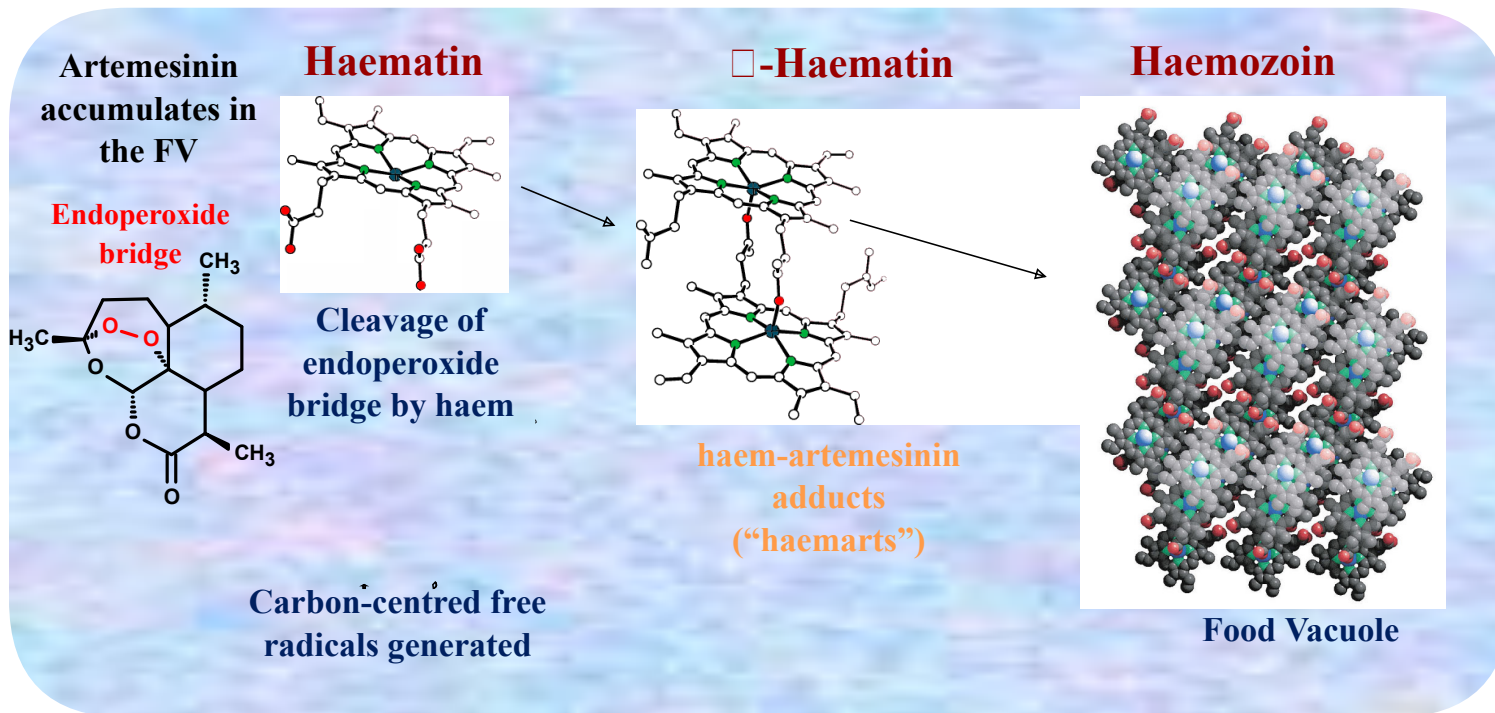 Artemesinin
accumulates in
the FV
Haematin
□-Haematin
Haemozoin
Endoperoxide
bridge
CH3
H3C
O
O
O
O
CH3
O
Cleavage of
endoperoxide
bridge by haem
haem-artemesinin
adducts
(“haemarts”)
Carbon-centred free
radicals generated
Food Vacuole